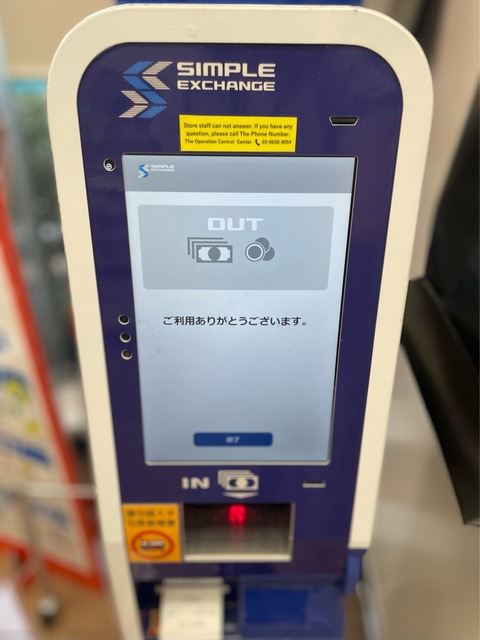 SIMPLE
EXCHANGE
Store staff can not answer. If you have any
question, please call The Phone Number.
The Operation Control Center 03-6630-9054
SIMPLE
EXCHANGE
OUT
ご利用ありがとうございます。
終了
IN